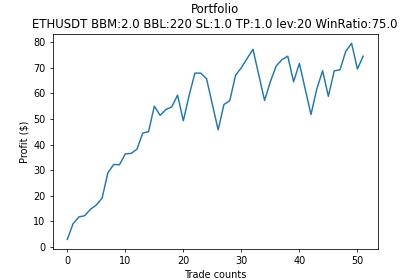 Portfolio
ETHUSDT BBM:2.0 BBL:220 SL:1.0 TP:1.0 lev:20 WinRatio:75.0
80
70
60
50
40
30
20
10
0
Profit ($)
0 10 20 30 40 50
Trade counts